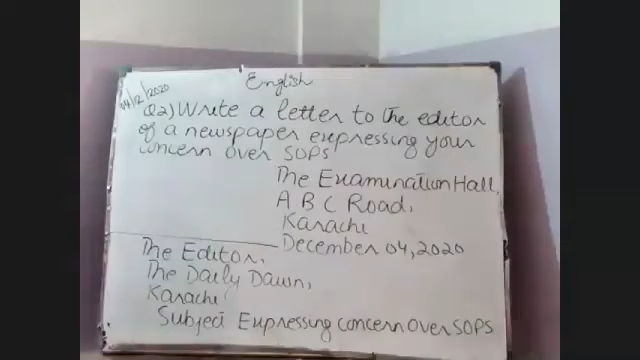 English
04/12/2020
Q2) Write a letter to the editor
of a newspaper expressing your
concern over SOPs
The Examination Hall,
A B C Road,
Karachi
December 04, 2020
The Editor,
The Daily Dawn,
Karachi
Subject Expressing concern over SOPS